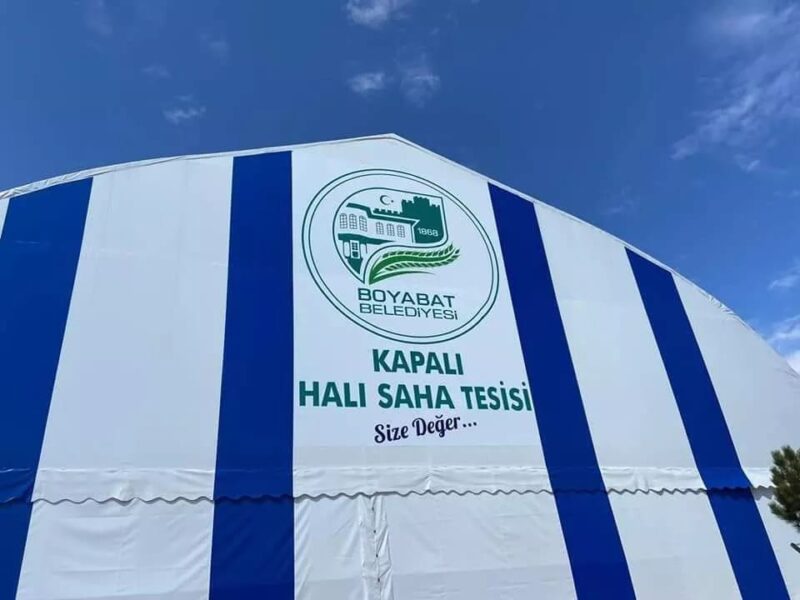 1868
BOYABAT
BELEDİYESİ
KAPALI
HALI SAHA TESİSİ
Size Değer...